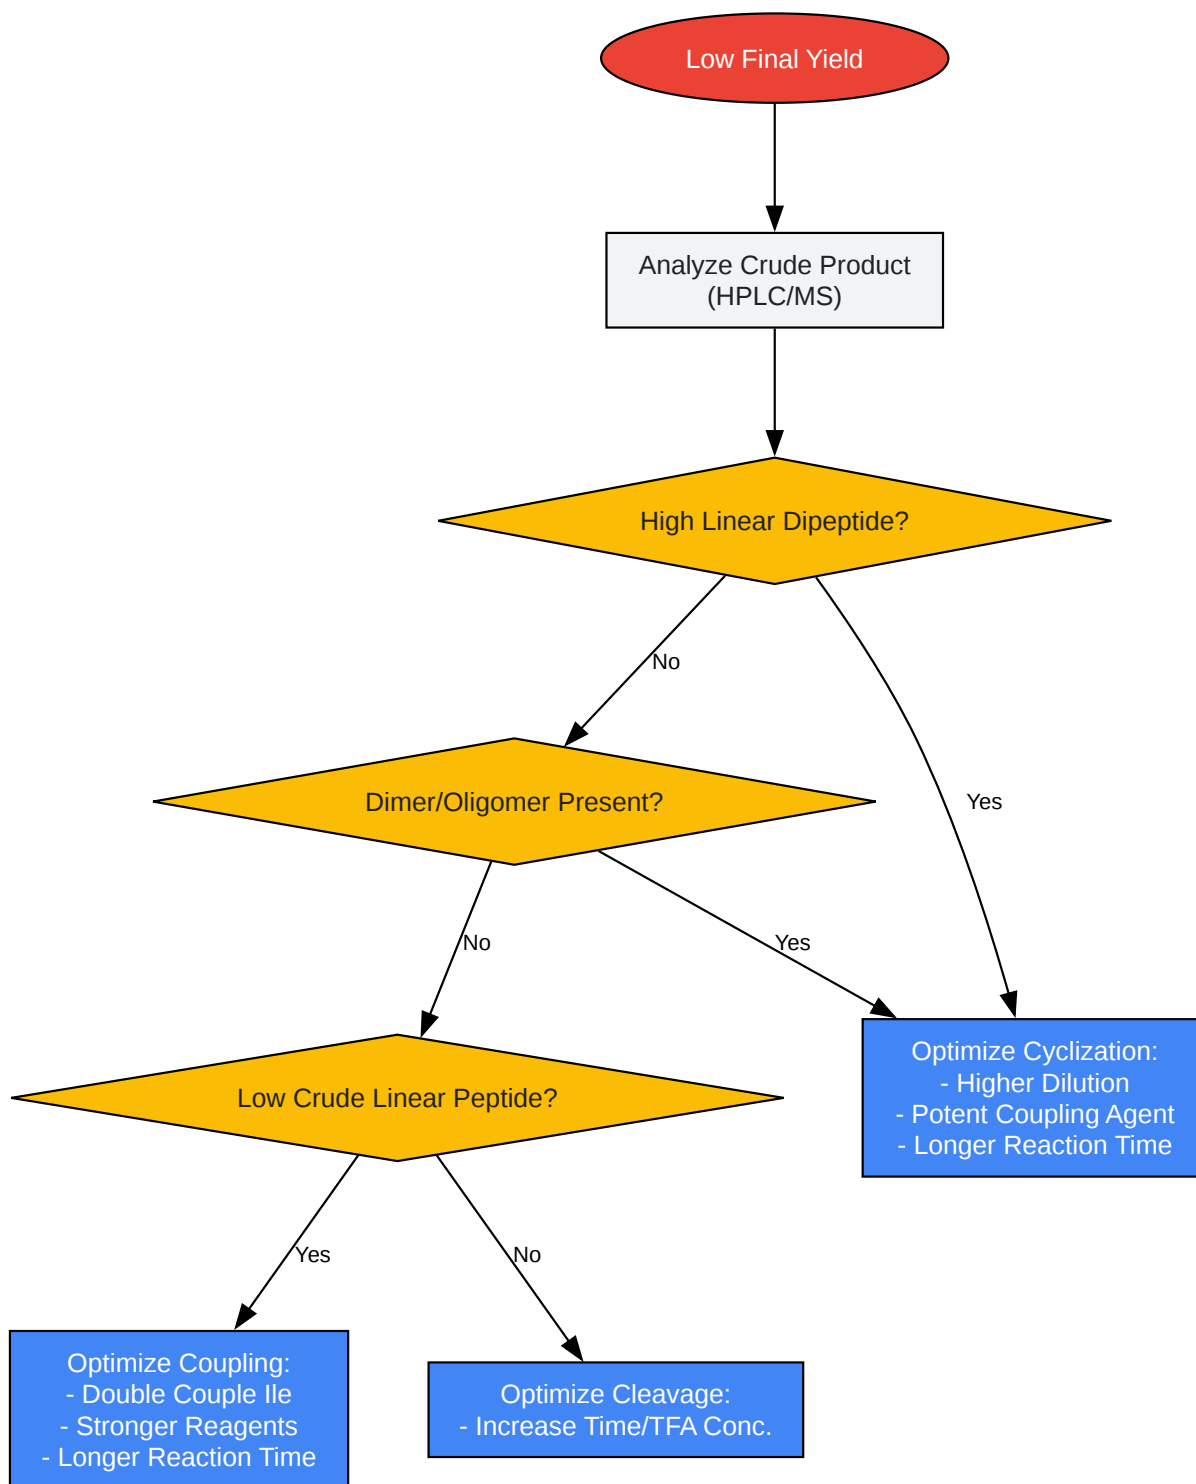 Low Final Yield
Analyze Crude Product
(HPLC/MS)
High Linear Dipeptide?
No
Dimer/Oligomer Present?
Yes
No
Yes
Low Crude Linear Peptide?
Optimize Cyclization:
- Higher Dilution
- Potent Coupling Agent
- Longer Reaction Time
Yes
No
Optimize Coupling:
- Double Couple Ile
- Stronger Reagents
- Longer Reaction Time
Optimize Cleavage:
- Increase Time/TFA Conc.